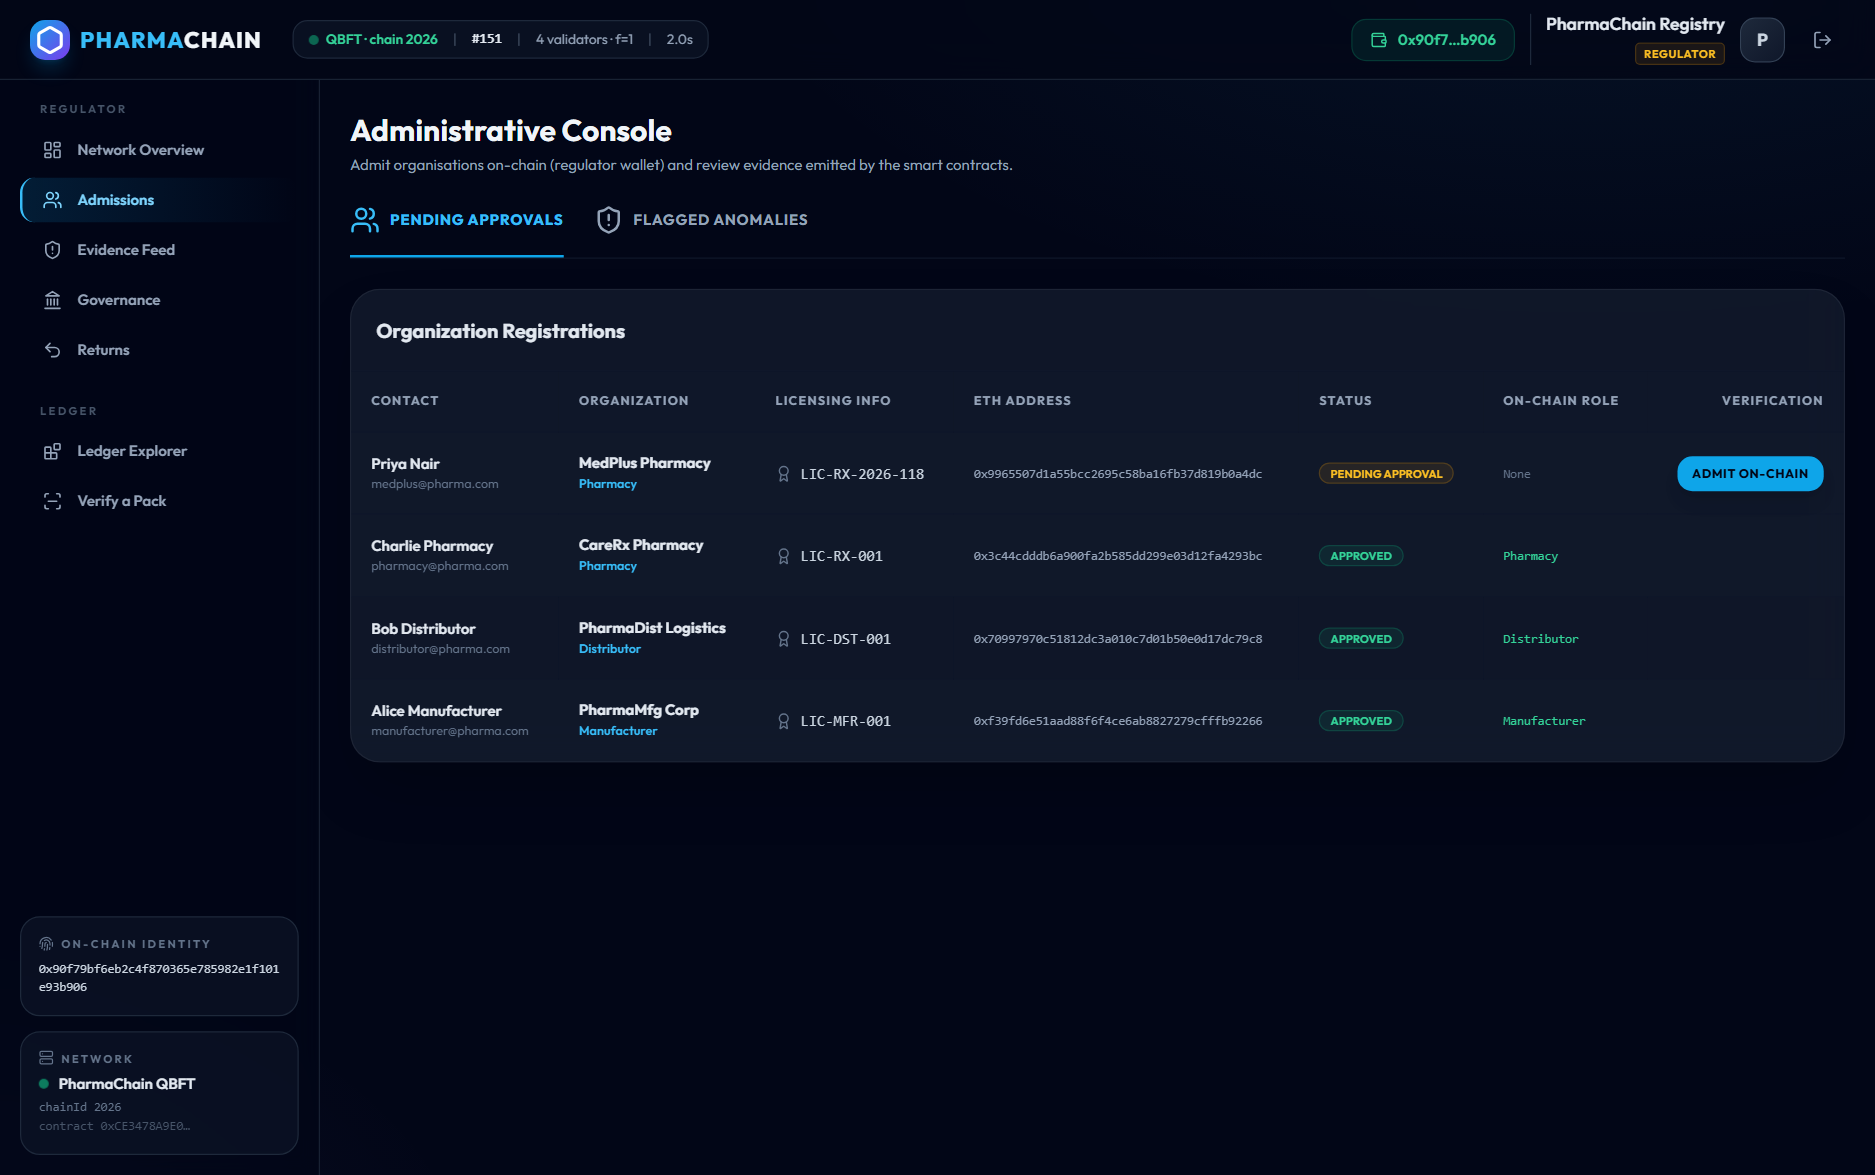 PHARMACHAIN
QBFT · chain 2026 | #151 | 4 validators · f=1 | 2.0s
0x90f7...b906
PharmaChain Registry
REGULATOR
P
REGULATOR
Network Overview
Admissions
Evidence Feed
Governance
Returns
LEDGER
Ledger Explorer
Verify a Pack
ON-CHAIN IDENTITY
0x90f79bf6eb2c4f870365e785982e1f101
e93b906
NETWORK
PharmaChain QBFT
chainId 2026
contract 0xCE3478A9E0…
Administrative Console
Admit organisations on-chain (regulator wallet) and review evidence emitted by the smart contracts.
PENDING APPROVALS FLAGGED ANOMALIES
Organization Registrations
CONTACT ORGANIZATION LICENSING INFO ETH ADDRESS STATUS ON-CHAIN ROLE VERIFICATION
Priya Nair MedPlus Pharmacy
medplus@pharma.com Pharmacy LIC-RX-2026-118 0x9965507d1a55bcc2695c58ba16fb37d819b0a4dc PENDING APPROVAL None ADMIT ON-CHAIN
Charlie Pharmacy CareRx Pharmacy
pharmacy@pharma.com Pharmacy LIC-RX-001 0x3c44cdddb6a900fa2b585dd299e03d12fa4293bc APPROVED Pharmacy
Bob Distributor PharmaDist Logistics
distributor@pharma.com Distributor LIC-DST-001 0x70997970c51812dc3a010c7d01b50e0d17dc79c8 APPROVED Distributor
Alice Manufacturer PharmaMfg Corp
manufacturer@pharma.com Manufacturer LIC-MFR-001 0xf39fd6e51aad88f6f4ce6ab8827279cfffb92266 APPROVED Manufacturer